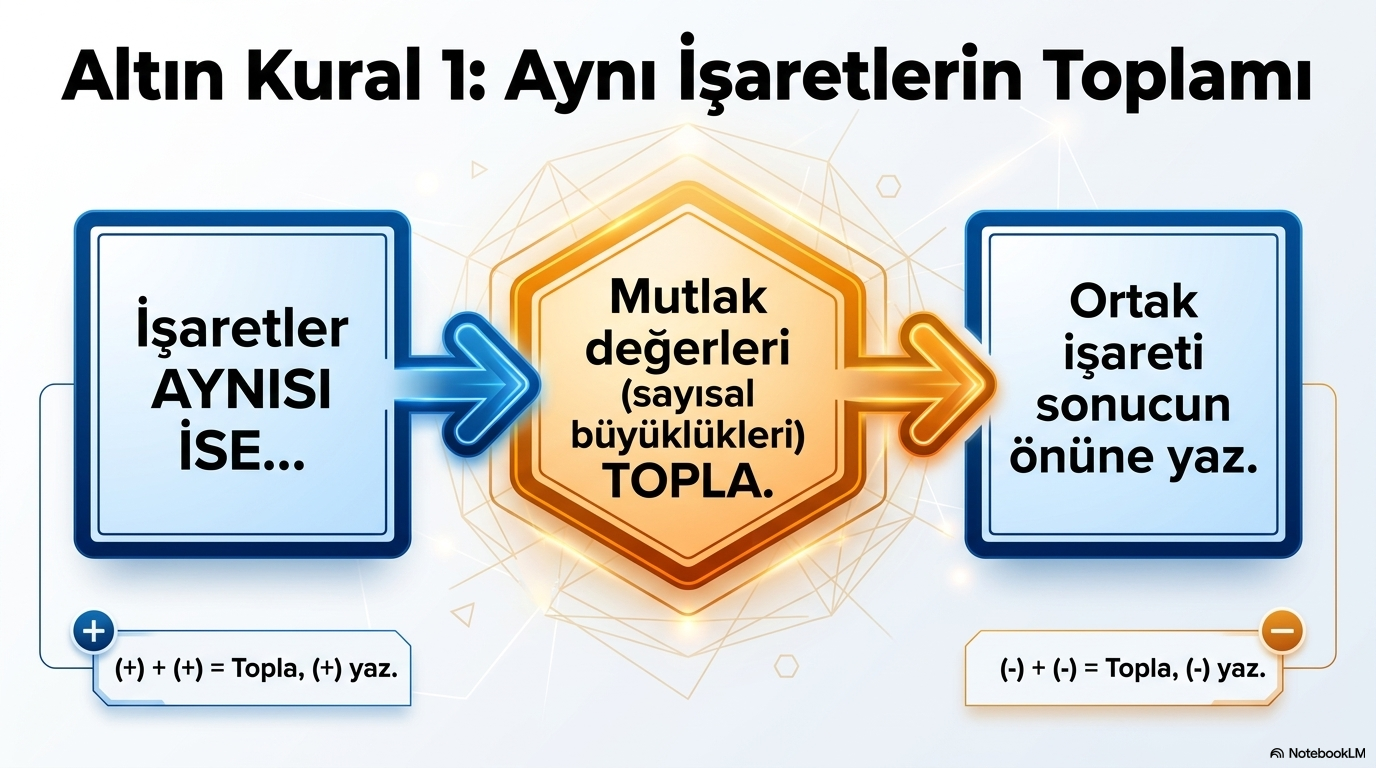 Altın Kural 1: Aynı İşaretlerin Toplamı
İşaretler
AYNISI
İSE...
Mutlak
değerleri
(sayısal
büyüklükleri)
TOPLA.
Ortak
işareti
sonucun
önüne yaz.
+
(+) + (+) = Topla, (+) yaz.
−
(-) + (-) = Topla, (-) yaz.
NotebookLM